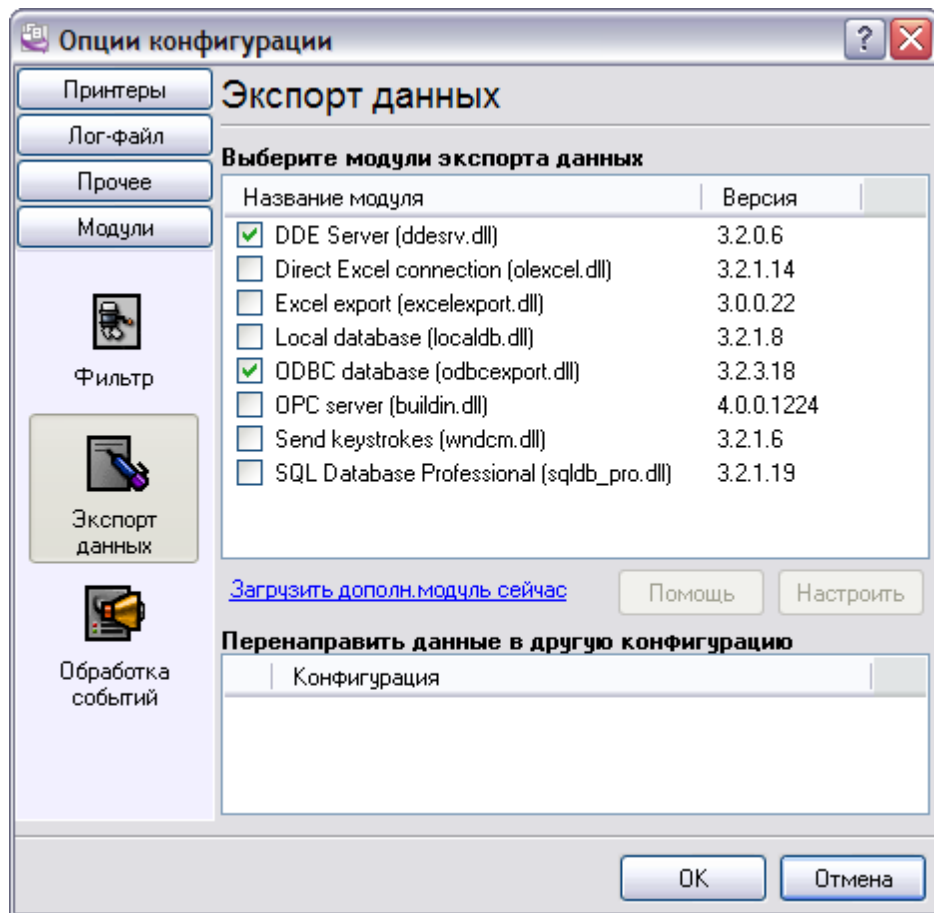 Опции конфигурации
Принтеры
Лог-файл
Прочее
Модули
Фильтр
Экспорт
данных
Обработка
событий
Экспорт данных
Выберите модули экспорта данных
Название модуля Версия
DDE Server (ddesrv.dll) 3.2.0.6
Direct Excel connection (olexcel.dll) 3.2.1.14
Excel export (excelexport.dll) 3.0.0.22
Local database (localdb.dll) 3.2.1.8
ODBC database (odbcexport.dll) 3.2.3.18
OPC server (buildin.dll) 4.0.0.1224
Send keystrokes (wndcm.dll) 3.2.1.6
SQL Database Professional (sqldb_pro.dll) 3.2.1.19
Загрузить дополн.модуль сейчас
Помощь
Настроить
Перенаправить данные в другую конфигурацию
Конфигурация
OK
Отмена